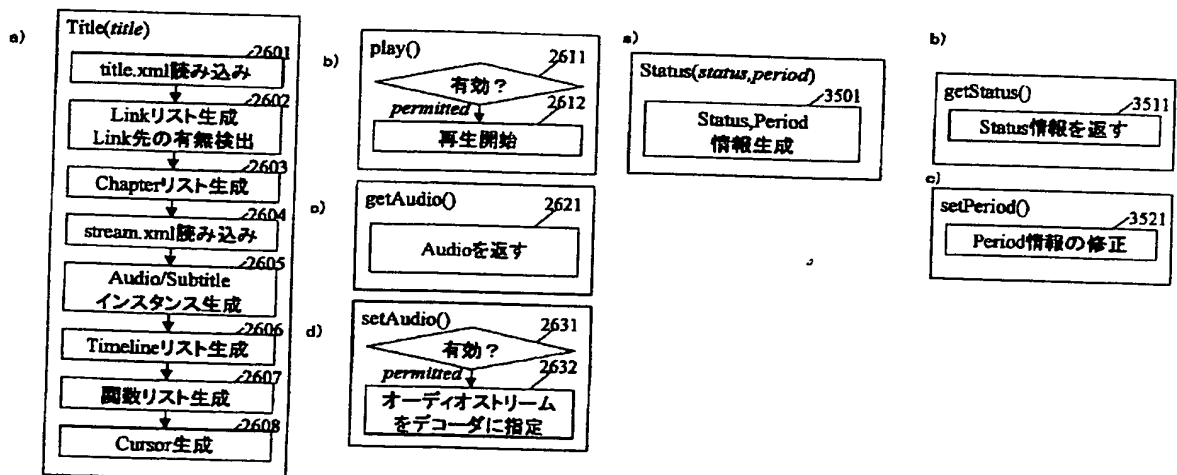 a)
Title(title)
2601
title.xml読み込み
2602
Linkリスト生成
Link先の有無検出
2603
Chapterリスト生成
2604
stream.xml読み込み
2605
Audio/Subtitle
インスタンス生成
2606
Timelineリスト生成
2607
関数リスト生成
2608
Cursor生成
b)
play()
2611
有効？
permitted
2612
再生開始
c)
getAudio()
2621
Audioを返す
d)
setAudio()
2631
有効？
permitted
2632
オーディオストリーム
をデコーダに指定
a)
Status(status,period)
3501
Status,Period
情報生成
b)
getStatus()
3511
Status情報を返す
c)
setPeriod()
3521
Period情報の修正